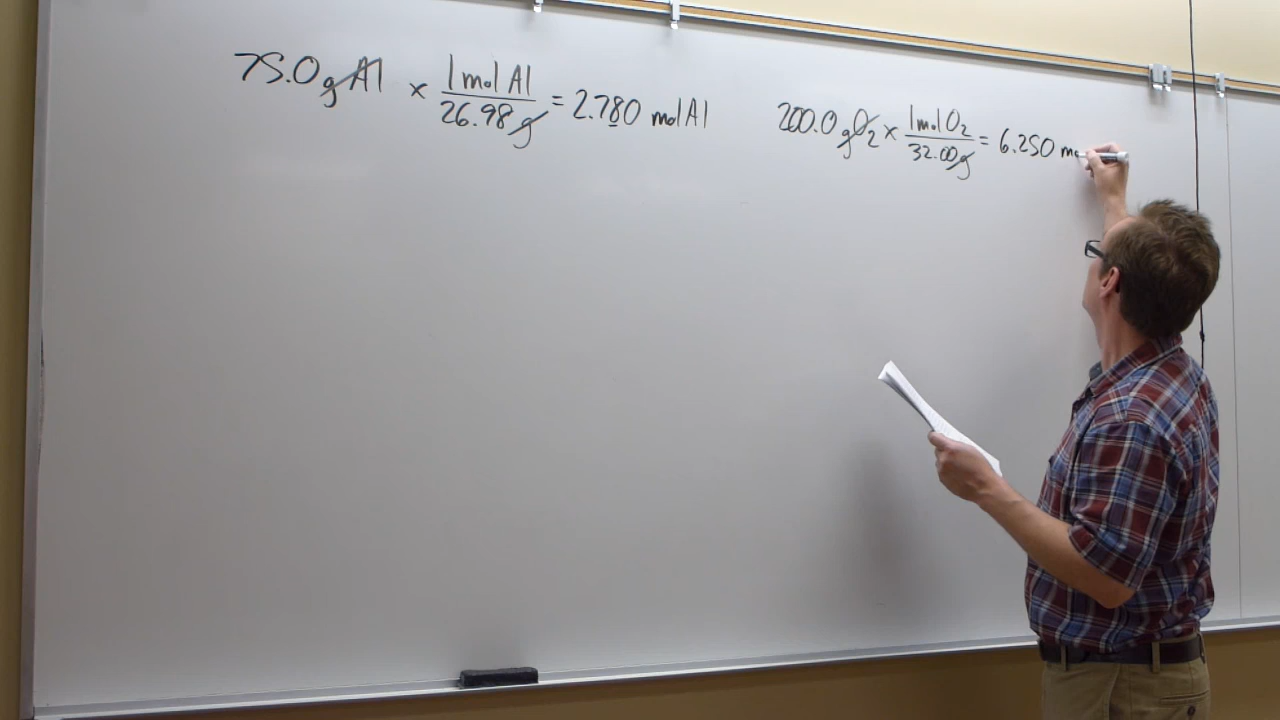 75.0 g Al × 1 mol Al / 26.98 g = 2.780 mol Al
200.0 g O₂ × 1 mol O₂ / 32.00 g = 6.250 mo